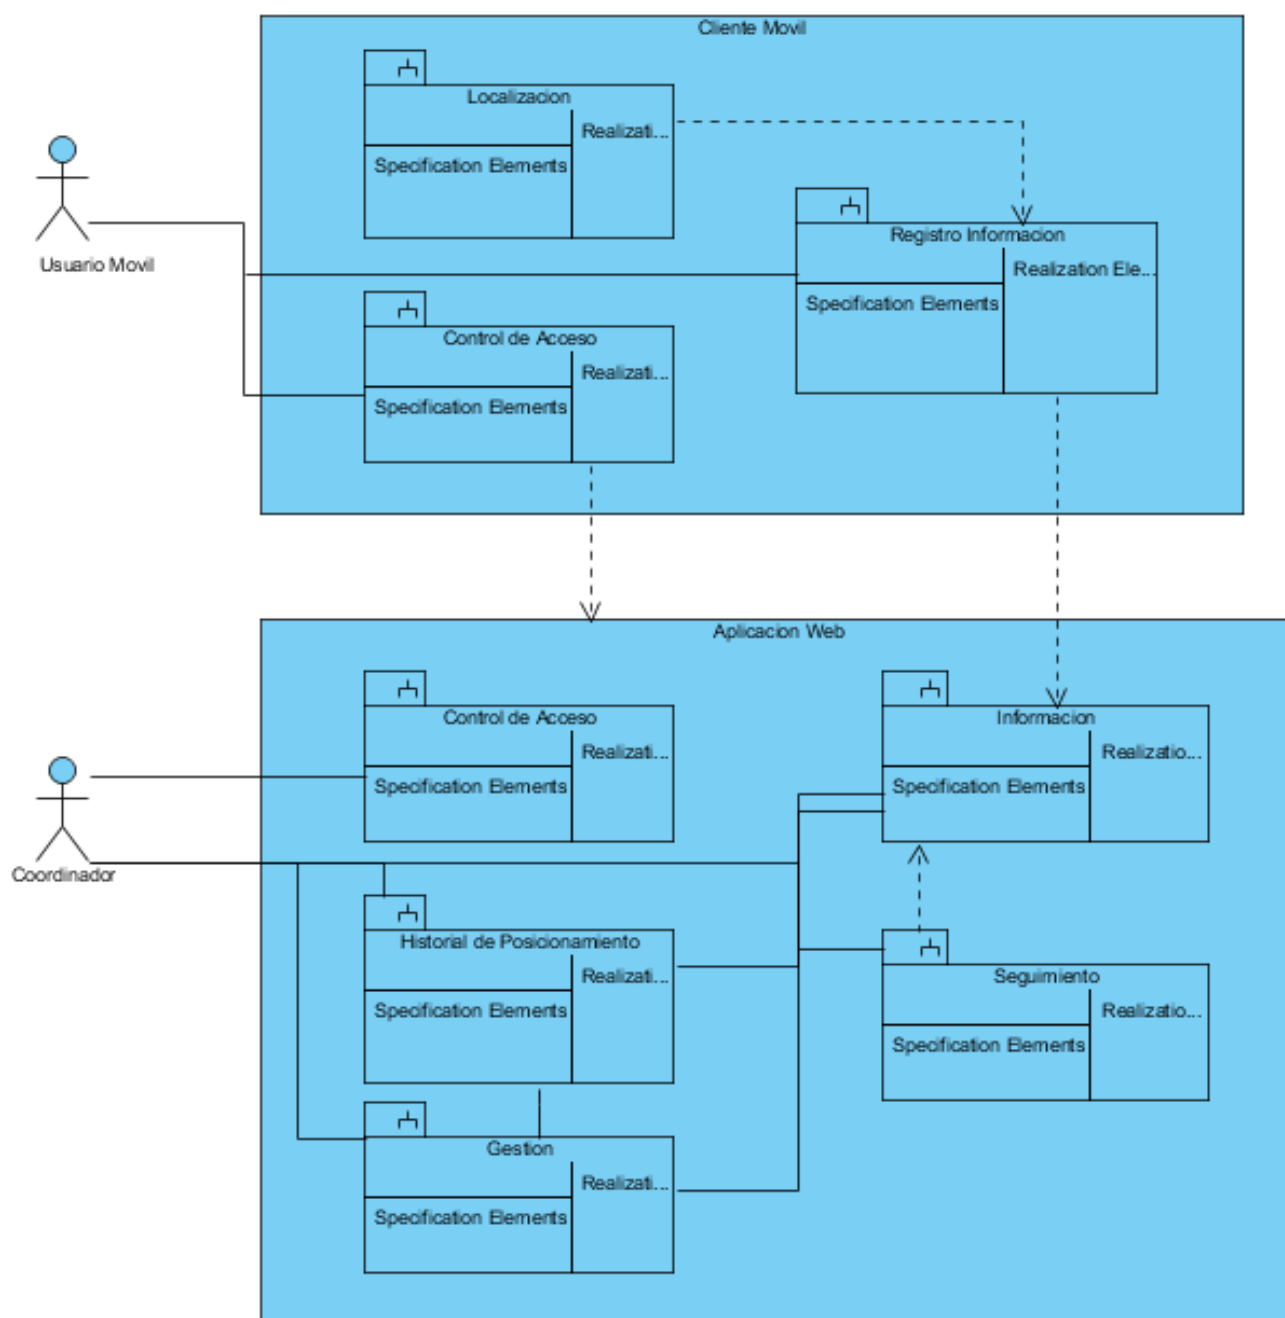 Cliente Movil
Localizacion
Realizati...
Specification Elements
Usuario Movil
Registro Informacion
Realization Ele...
Specification Elements
Control de Acceso
Realizati...
Specification Elements
Aplicacion Web
Control de Acceso
Realizati...
Specification Elements
Informacion
Realizatio...
Specification Elements
Coordinador
Historial de Posicionamiento
Realizati...
Specification Elements
Seguimiento
Realizatio...
Specification Elements
Gestion
Realizati...
Specification Elements